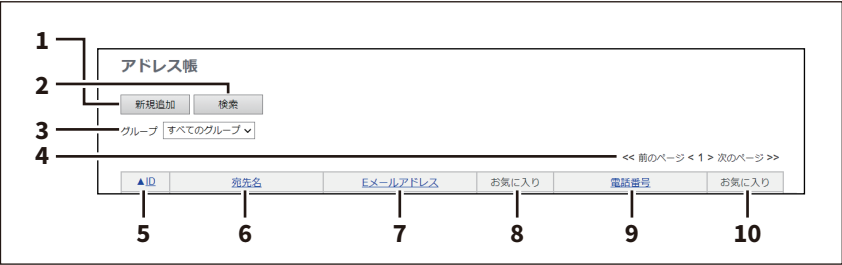 1
アドレス帳
2
新規追加 検索
3
グループ すべてのグループ
4
<< 前のページ < 1 > 次のページ >>
▲ID 宛先名 Eメールアドレス お気に入り 電話番号 お気に入り
5 6 7 8 9 10